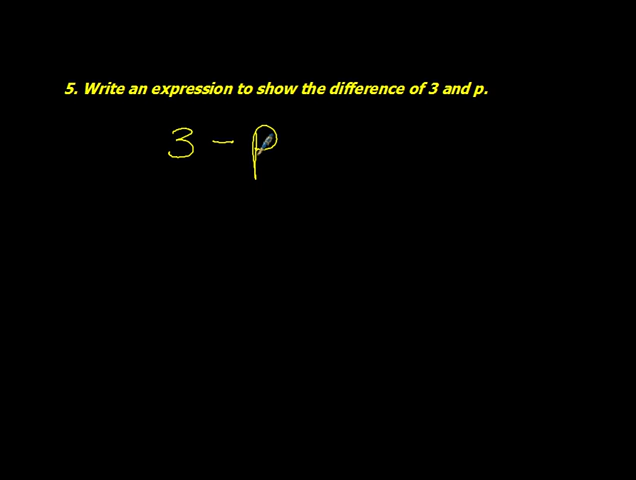 5. Write an expression to show the difference of 3 and p.
3 - p